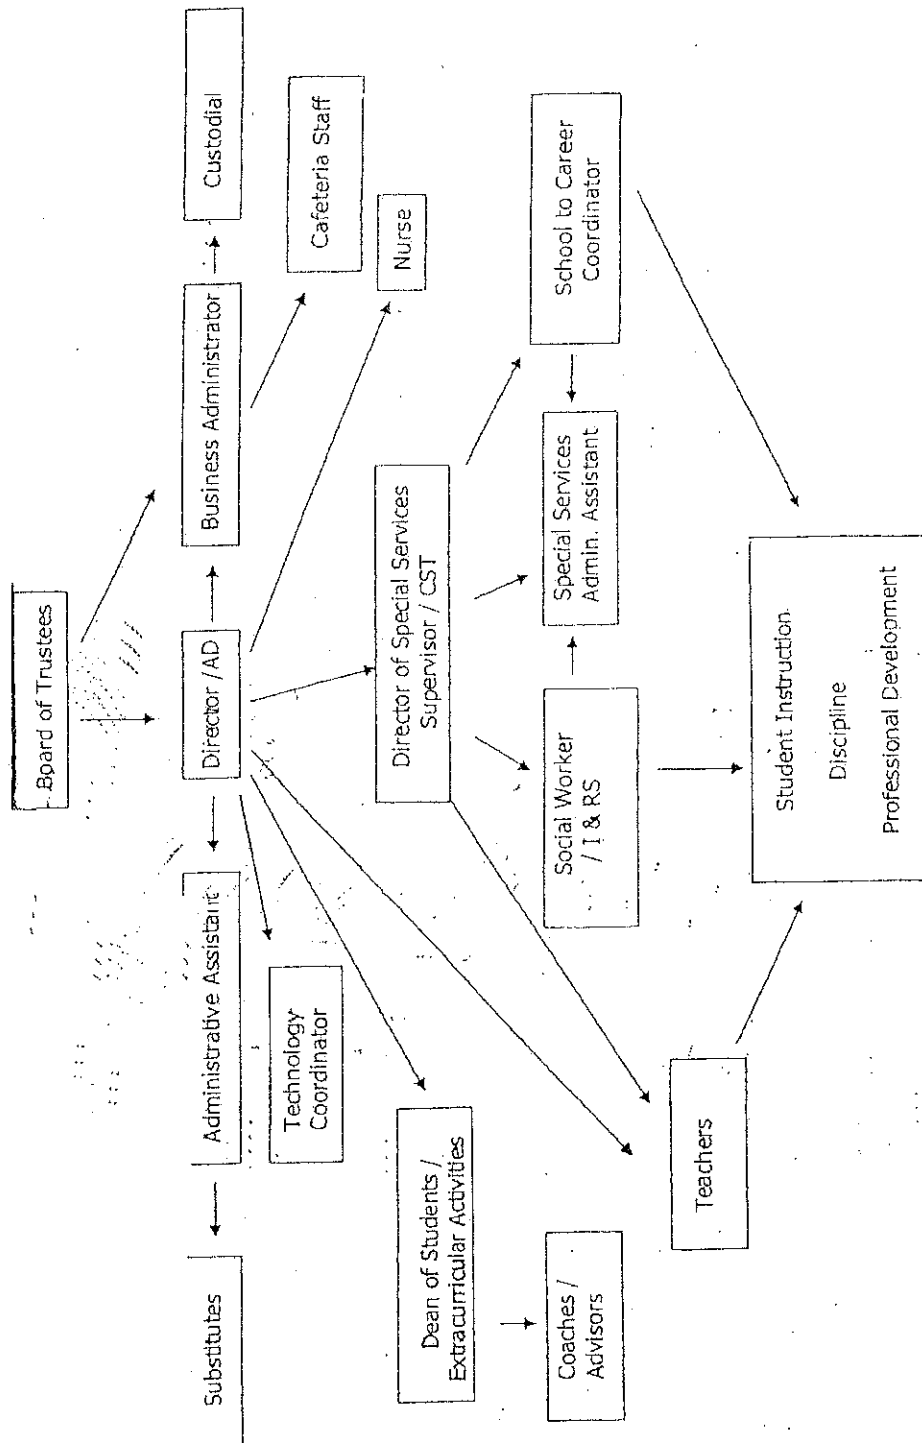 Board of Trustees
Substitutes
Administrative Assistant
Director /AD
Business Administrator
Custodial
Technology
Coordinator
Cafeteria Staff
Nurse
Dean of Students /
Extracurricular Activities
Director of Special Services
Supervisor / CST
Coaches /
Advisors
Social Worker
/ I & RS
Special Services
Admin. Assistant
School to Career
Coordinator
Teachers
Student Instruction
Discipline
Professional Development